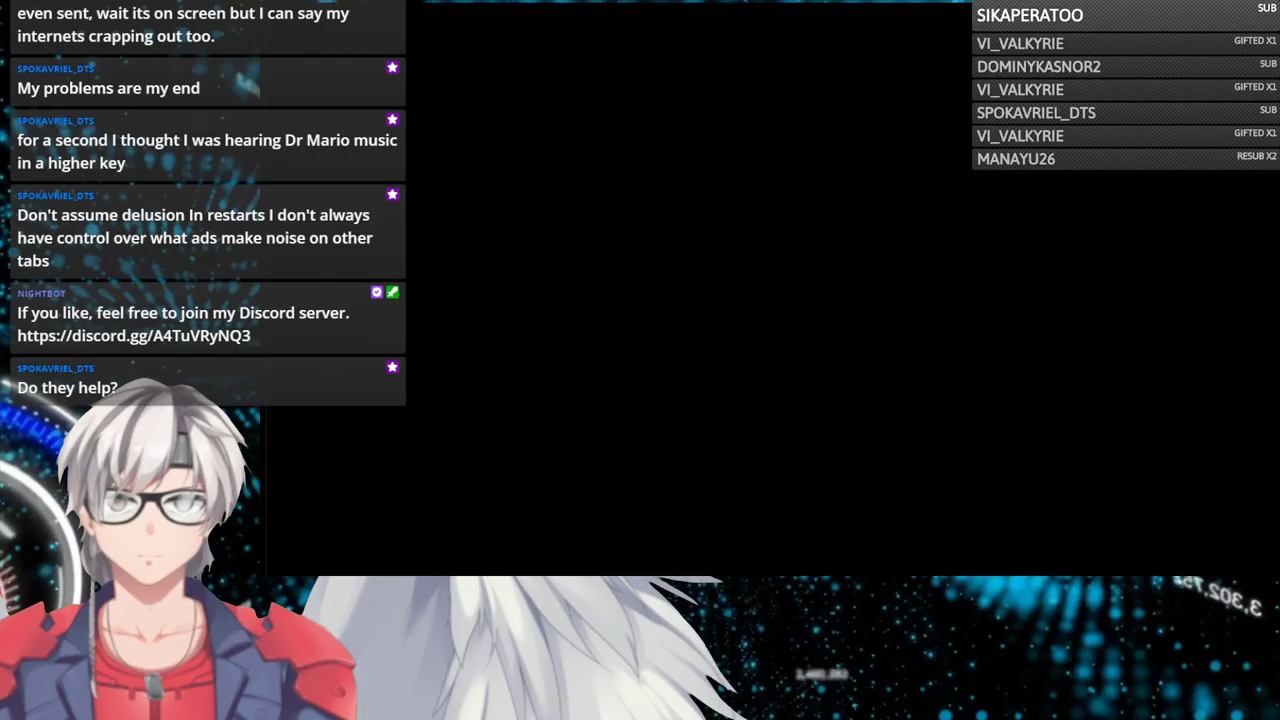 even sent, wait its on screen but I can say my
internets crapping out too.
SPOKAVRIEL_DTS
My problems are my end
SPOKAVRIEL_DTS
for a second I thought I was hearing Dr Mario music
in a higher key
SPOKAVRIEL_DTS
Don't assume delusion In restarts I don't always
have control over what ads make noise on other
tabs
NIGHTBOT
If you like, feel free to join my Discord server.
https://discord.gg/A4TuVRyNQ3
SPOKAVRIEL_DTS
Do they help?
SIKAPERATOO SUB
VI_VALKYRIE GIFTED X1
DOMINYKASNOR2 SUB
VI_VALKYRIE GIFTED X1
SPOKAVRIEL_DTS SUB
VI_VALKYRIE GIFTED X1
MANAYU26 RESUB X2